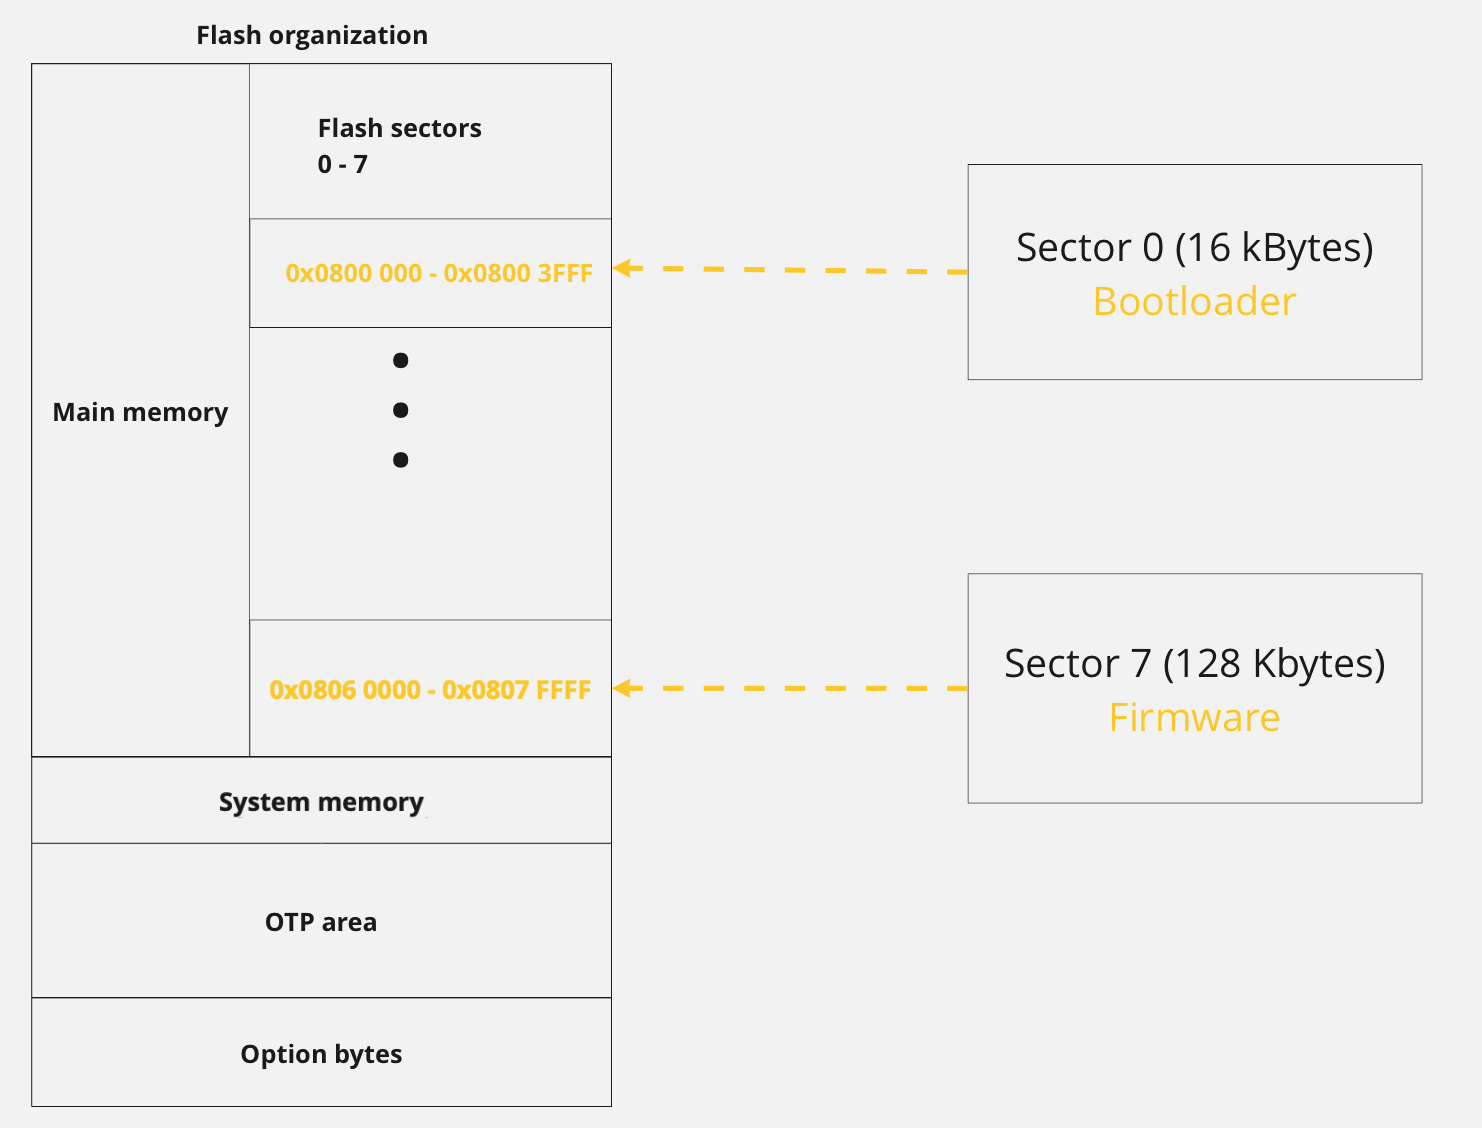 Flash organization
Flash sectors
0 - 7
0x0800 000 - 0x0800 3FFF
Sector 0 (16 kBytes)
Bootloader
Main memory
Sector 7 (128 Kbytes)
Firmware
0x0806 0000 - 0x0807 FFFF
System memory
OTP area
Option bytes